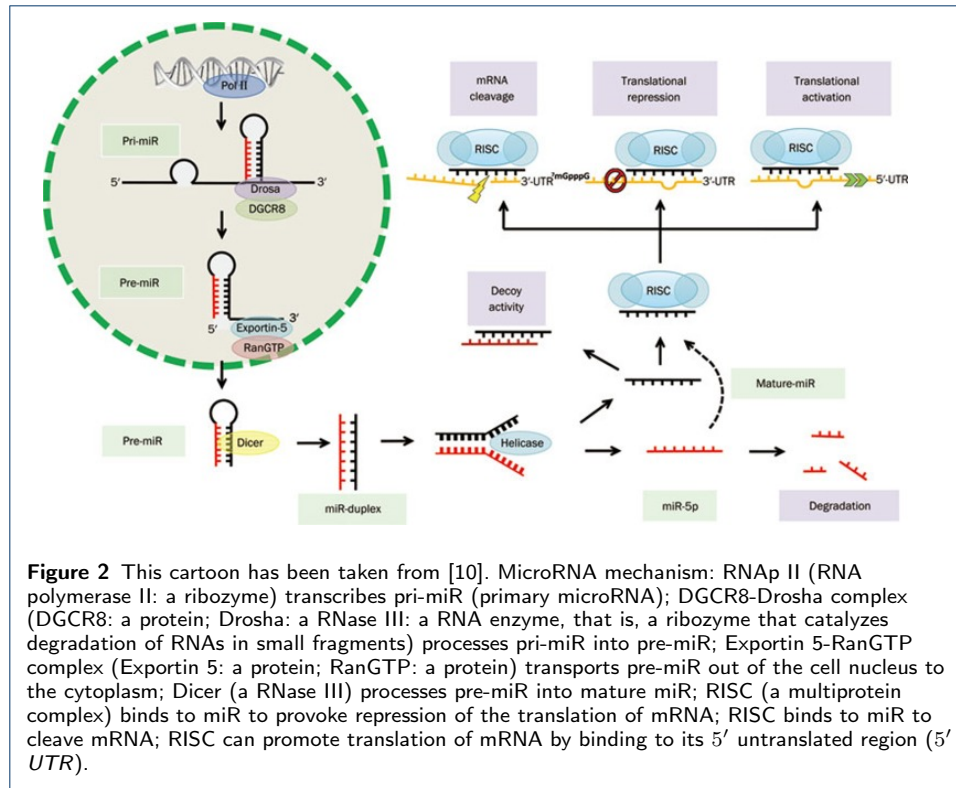 Pol II
Pri-miR
5′
3′
Drosa
DGCR8
Pre-miR
5′
3′
Exportin-5
RanGTP
Pre-miR
Dicer
miR-duplex
Helicase
miR-5p
Degradation
Mature-miR
Decoy
activity
RISC
mRNA
cleavage
RISC
3′-UTR
Translational
repression
RISC
7mGpppG
3′-UTR
Translational
activation
RISC
5′-UTR
Figure 2 This cartoon has been taken from [10]. MicroRNA mechanism: RNAp II (RNA
polymerase II: a ribozyme) transcribes pri-miR (primary microRNA); DGCR8-Drosha complex
(DGCR8: a protein; Drosha: a RNase III: a RNA enzyme, that is, a ribozyme that catalyzes
degradation of RNAs in small fragments) processes pri-miR into pre-miR; Exportin 5-RanGTP
complex (Exportin 5: a protein; RanGTP: a protein) transports pre-miR out of the cell nucleus to
the cytoplasm; Dicer (a RNase III) processes pre-miR into mature miR; RISC (a multiprotein
complex) binds to miR to provoke repression of the translation of mRNA; RISC binds to miR to
cleave mRNA; RISC can promote translation of mRNA by binding to its 5′ untranslated region (5′
UTR).